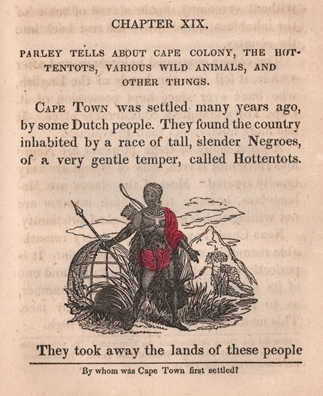 CHAPTER XIX.
PARLEY TELLS ABOUT CAPE COLONY, THE HOT-
TENTOTS, VARIOUS WILD ANIMALS, AND
OTHER THINGS.
CAPE TOWN was settled many years ago,
by some Dutch people. They found the country
inhabited by a race of tall, slender Negroes,
of a very gentle temper, called Hottentots.
They took away the lands of these people
By whom was Cape Town first settled?